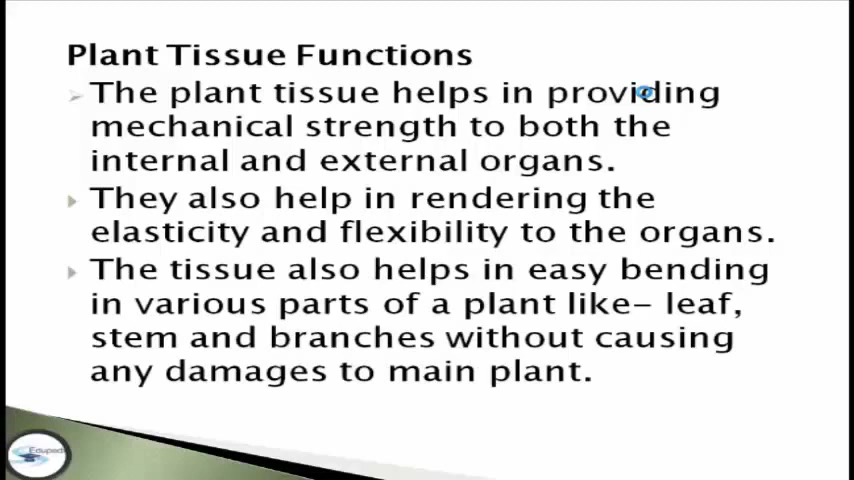 Plant Tissue Functions
The plant tissue helps in providing
mechanical strength to both the
internal and external organs.
They also help in rendering the
elasticity and flexibility to the organs.
The tissue also helps in easy bending
in various parts of a plant like- leaf,
stem and branches without causing
any damages to main plant.